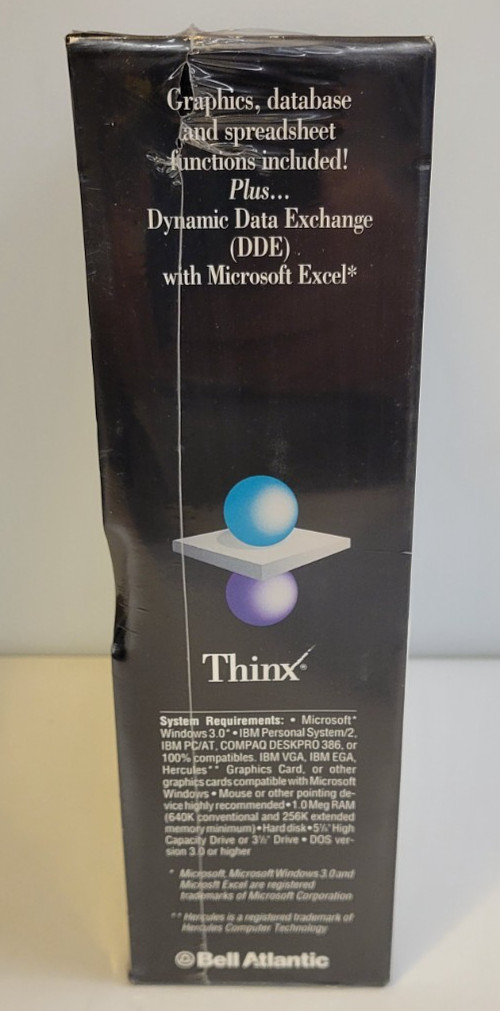 Graphics, database
and spreadsheet
functions included!
Plus...
Dynamic Data Exchange
(DDE)
with Microsoft Excel*
Thinx®
System Requirements: • Microsoft*
Windows 3.0* • IBM Personal System/2,
IBM PC/AT, COMPAQ DESKPRO 386, or
100% compatibles. IBM VGA, IBM EGA,
Hercules** Graphics Card, or other
graphics cards compatible with Microsoft
Windows • Mouse or other pointing de-
vice highly recommended • 1.0 Meg RAM
(640K conventional and 256K extended
memory minimum) • Hard disk • 5¼" High
Capacity Drive or 3½" Drive • DOS ver-
sion 3.0 or higher
* Microsoft, Microsoft Windows 3.0 and
Microsft Excel are registered
trademarks of Microsoft Corporation
** Hercules is a registered trademark of
Hercules Computer Technology
Bell Atlantic